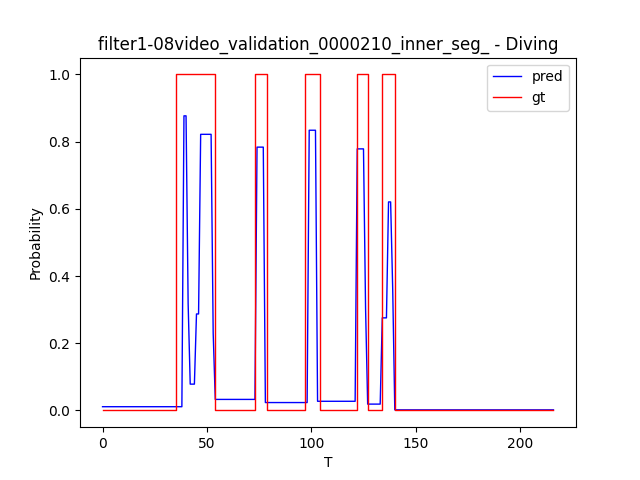 filter1-08video_validation_0000210_inner_seg_ - Diving
pred
gt
1.0
0.8
0.6
0.4
0.2
0.0
Probability
0
50
100
150
200
T